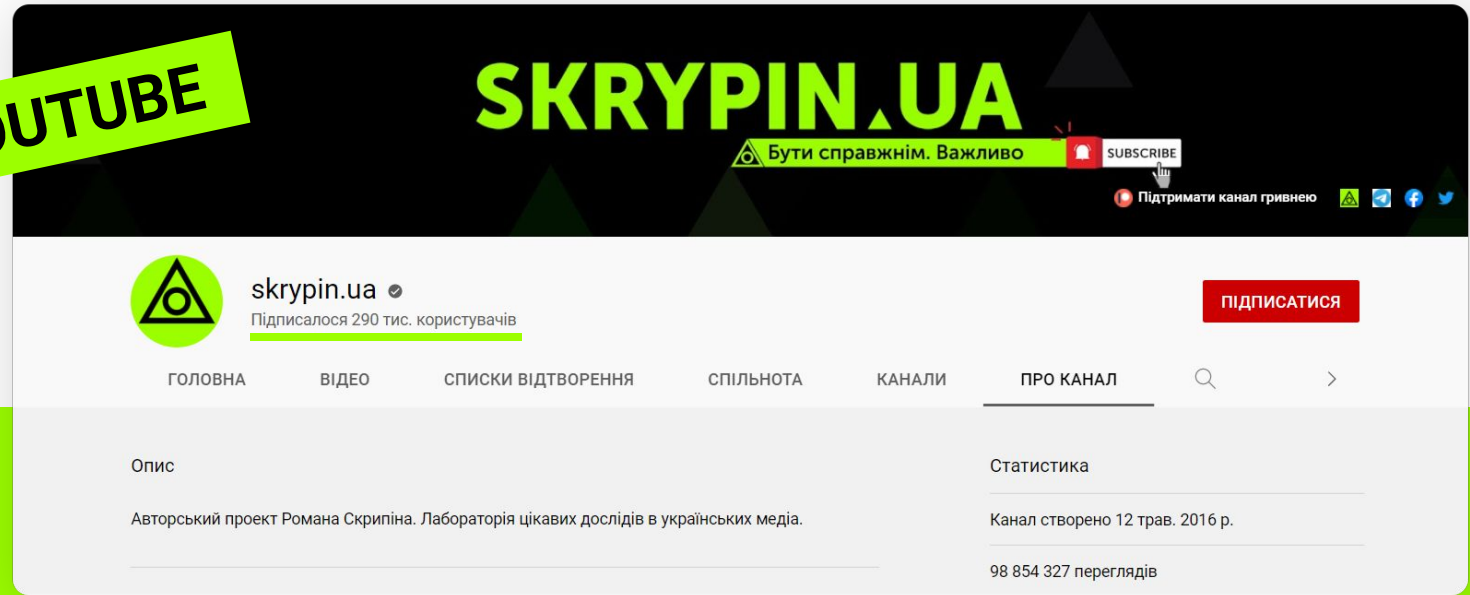 OUTUBE
SKRYPIN.UA
Бути справжнім. Важливо
SUBSCRIBE
Підтримати канал гривнею
skrypin.ua
Підписалося 290 тис. користувачів
ПІДПИСАТИСЯ
ГОЛОВНА ВІДЕО СПИСКИ ВІДТВОРЕННЯ СПІЛЬНОТА КАНАЛИ ПРО КАНАЛ
Опис
Авторський проект Романа Скрипіна. Лабораторія цікавих дослідів в українських медіа.
Статистика
Канал створено 12 трав. 2016 р.
98 854 327 переглядів